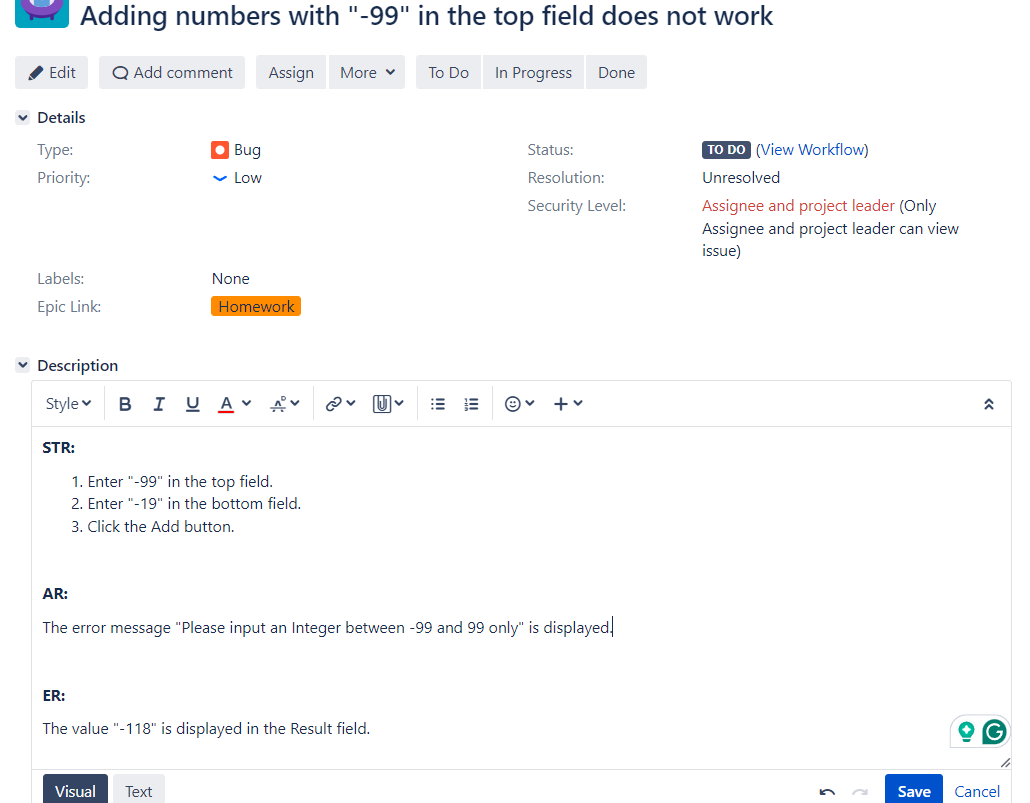 Adding numbers with "-99" in the top field does not work
Edit Add comment Assign More To Do In Progress Done
Details
Type: Bug Status: TO DO (View Workflow)
Priority: Low Resolution: Unresolved
Security Level: Assignee and project leader (Only
Assignee and project leader can view
issue)
Labels: None
Epic Link: Homework
Description
Style B I U A
STR:
1. Enter "-99" in the top field.
2. Enter "-19" in the bottom field.
3. Click the Add button.
AR:
The error message "Please input an Integer between -99 and 99 only" is displayed.
ER:
The value "-118" is displayed in the Result field.
Visual Text Save Cancel